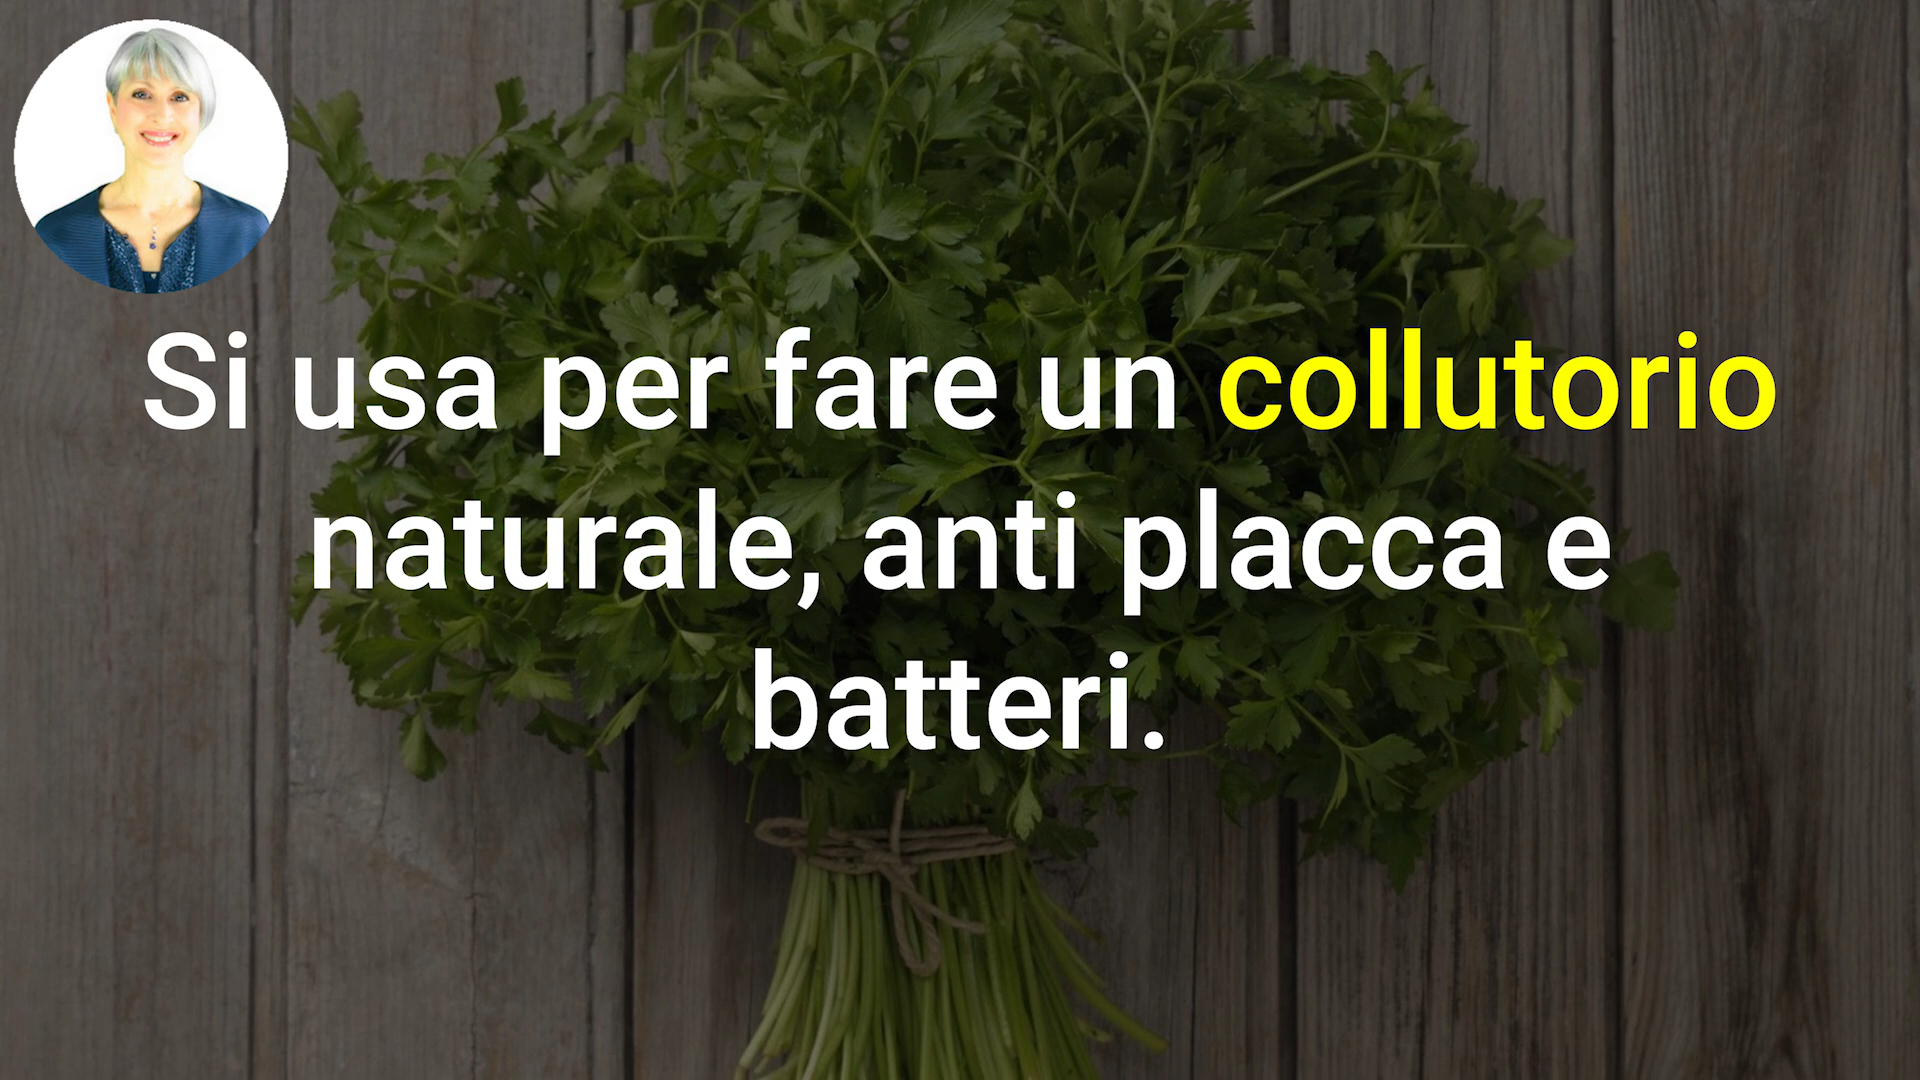 Si usa per fare un collutorio
naturale, anti placca e
batteri.